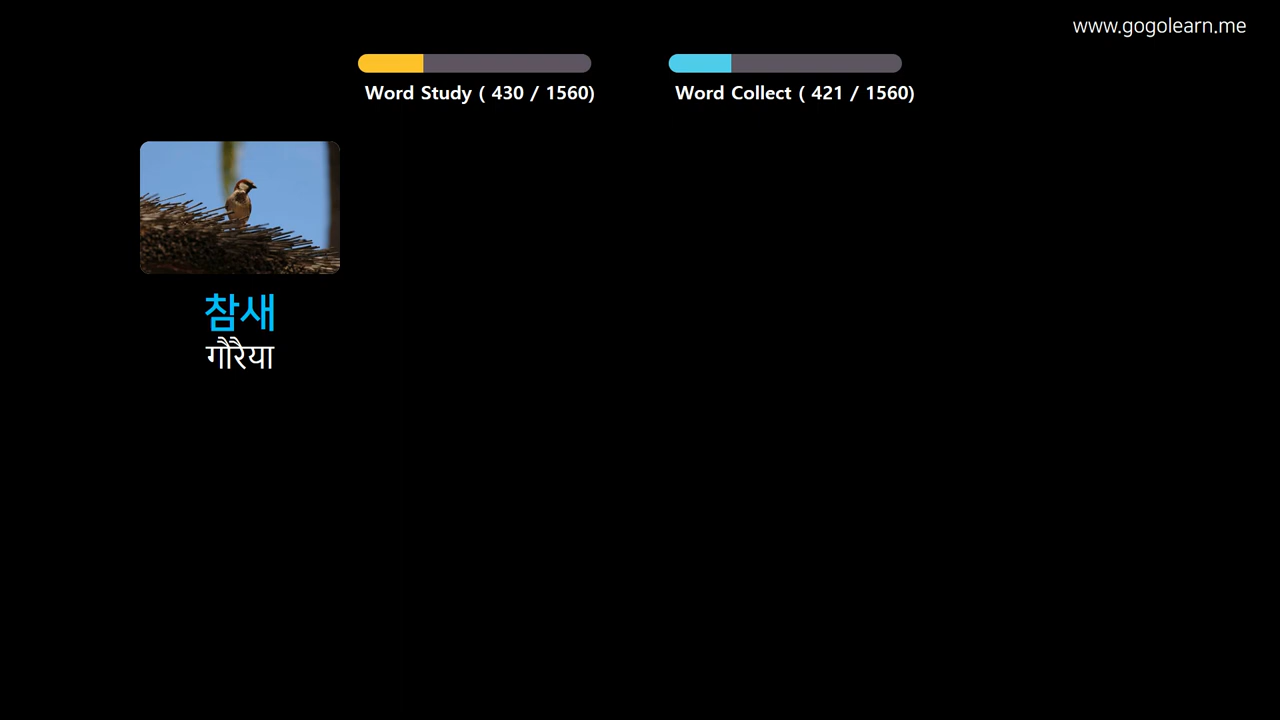 www.gogolearn.me
Word Study ( 430 / 1560)
Word Collect ( 421 / 1560)
참새
गौरैया